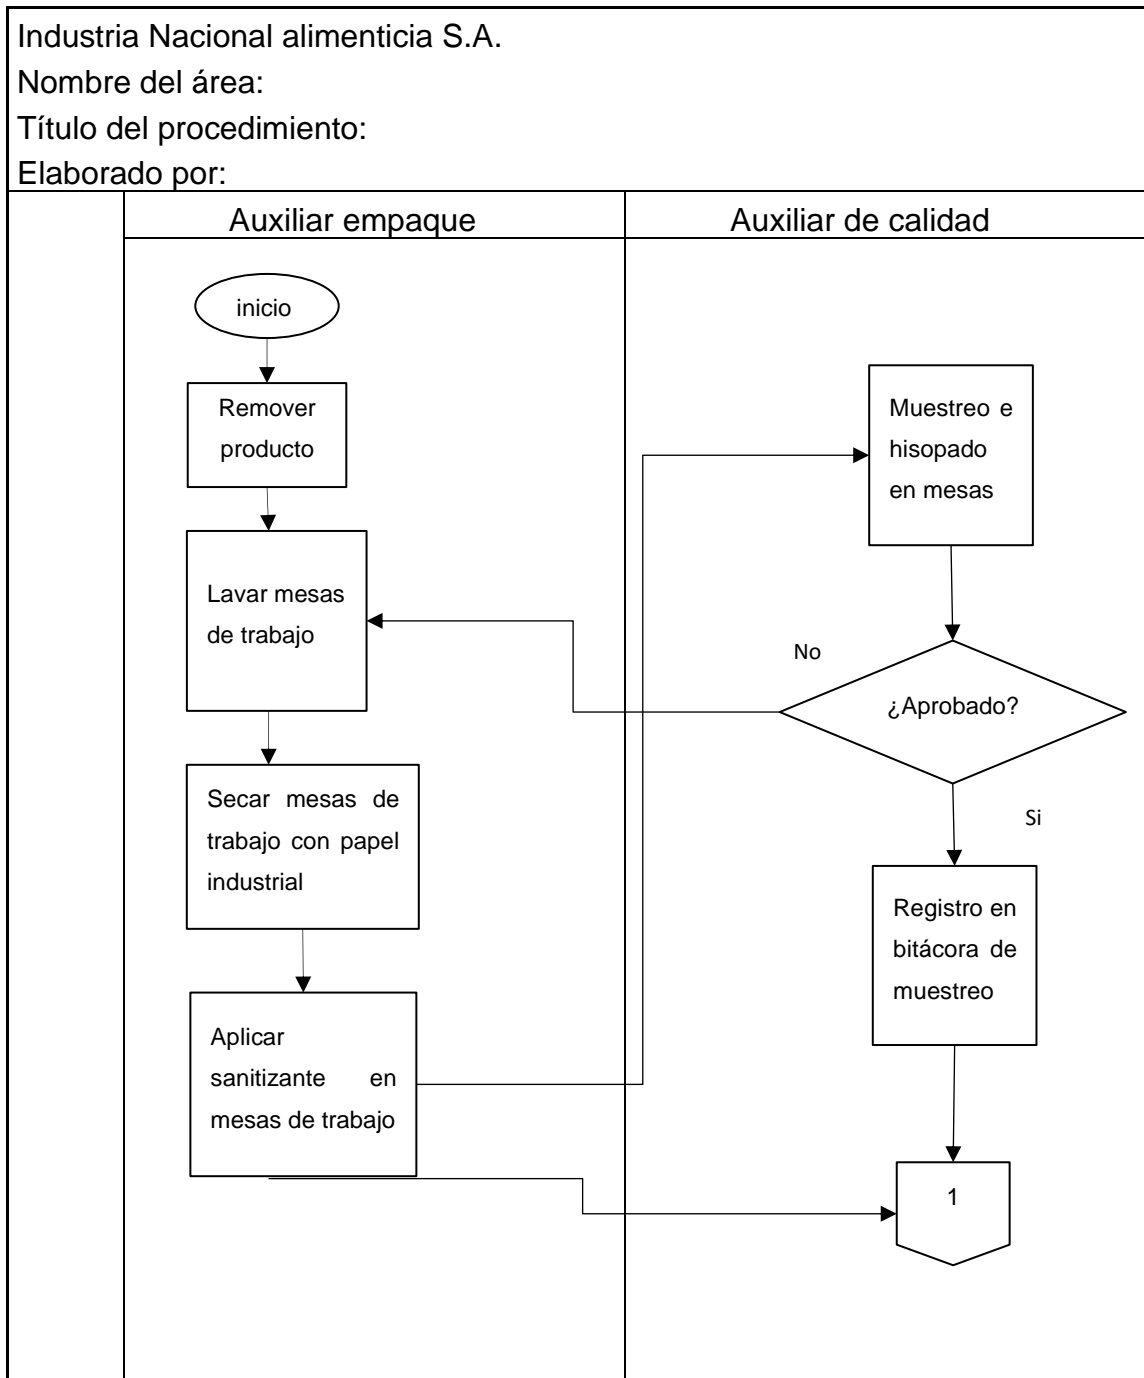 Industria Nacional alimenticia S.A.
Nombre del área:
Título del procedimiento:
Elaborado por:
Auxiliar empaque
Auxiliar de calidad
inicio
Remover
producto
Lavar mesas
de trabajo
Secar mesas de
trabajo con papel
industrial
Aplicar
sanitizante en
mesas de trabajo
Muestreo e
hisopado
en mesas
No
¿Aprobado?
Si
Registro en
bitácora de
muestreo
1